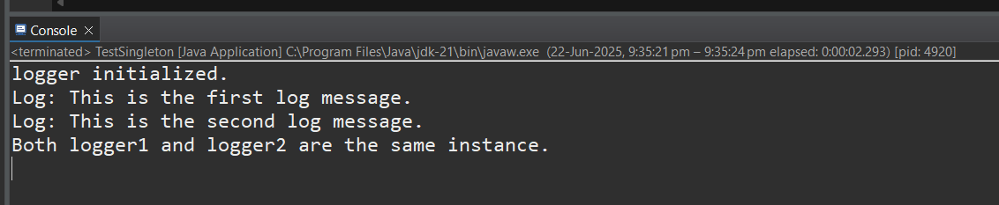 Console
<terminated> TestSingleton [Java Application] C:\Program Files\Java\jdk-21\bin\javaw.exe (22-Jun-2025, 9:35:21 pm – 9:35:24 pm elapsed: 0:00:02.293) [pid: 4920]
logger initialized.
Log: This is the first log message.
Log: This is the second log message.
Both logger1 and logger2 are the same instance.